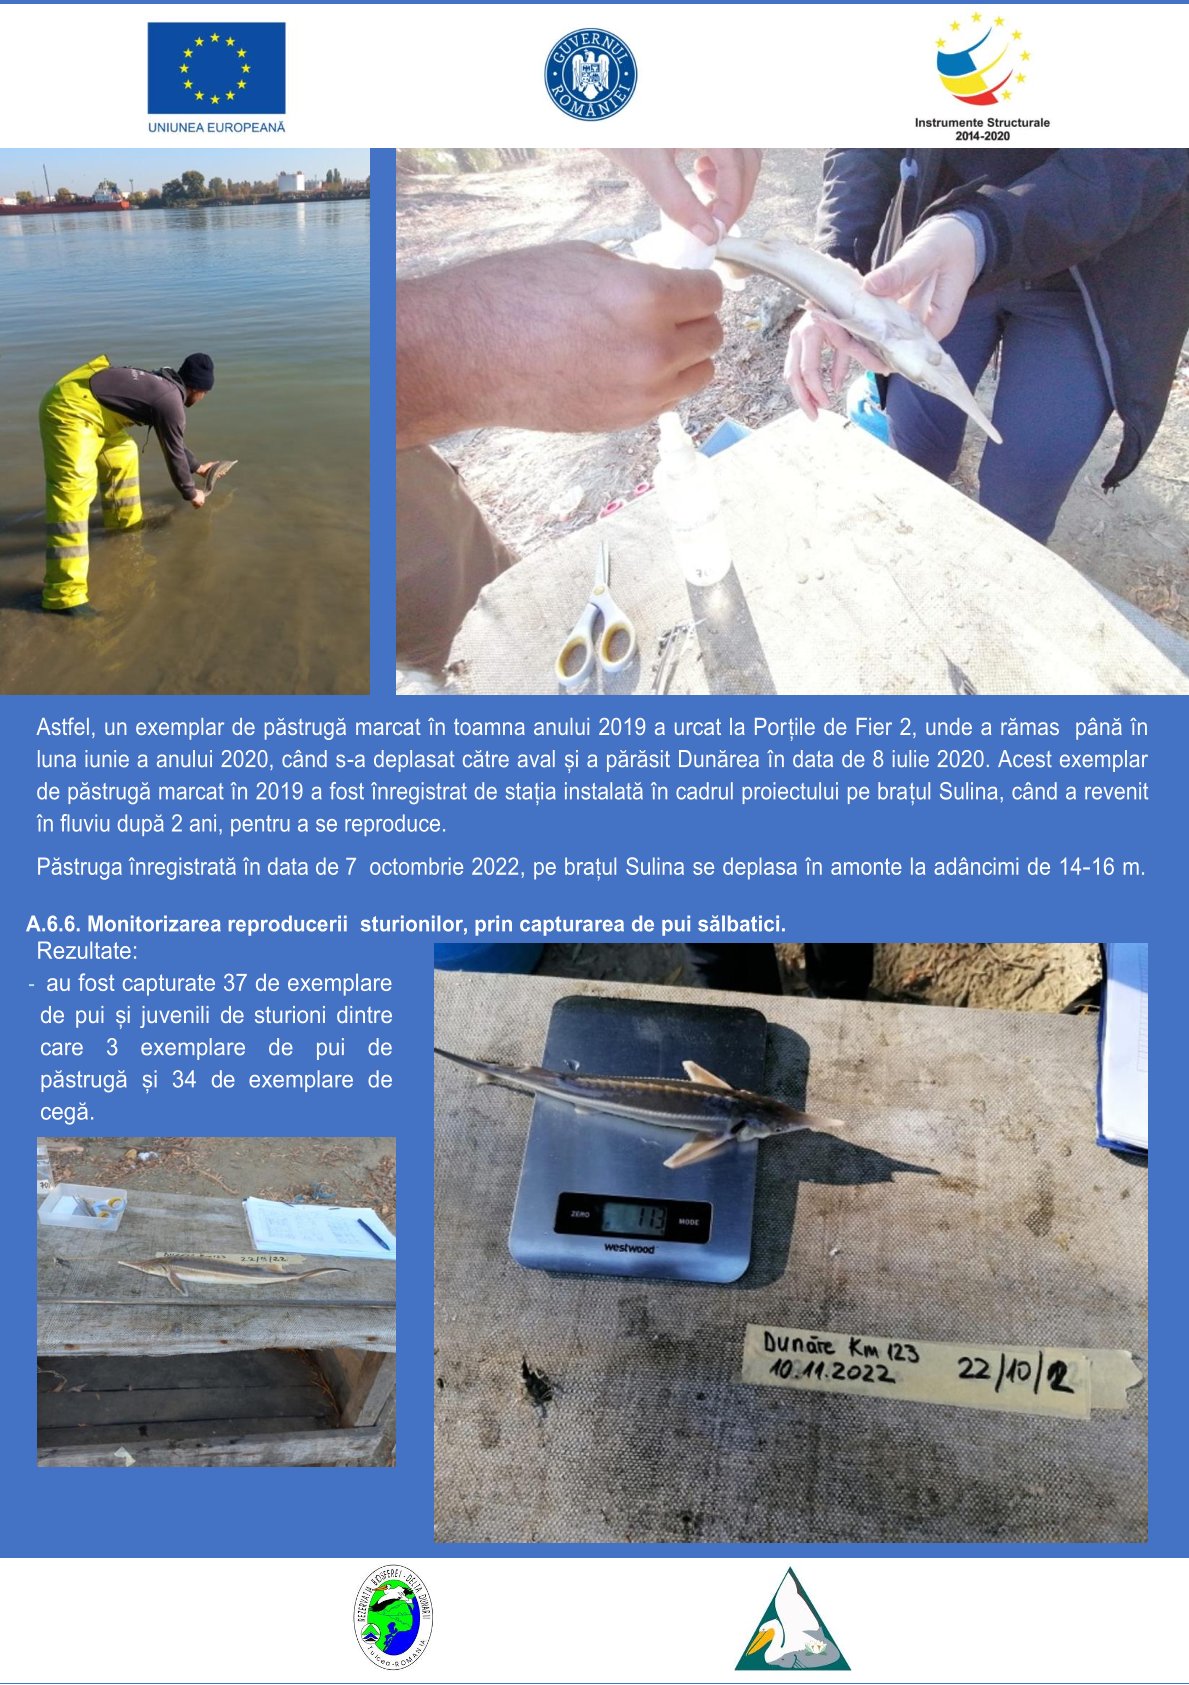 UNIUNEA EUROPEANĂ
GUVERNUL ROMÂNIEI
Instrumente Structurale
2014-2020
Astfel, un exemplar de păstrugă marcat în toamna anului 2019 a urcat la Porțile de Fier 2, unde a rămas până în
luna iunie a anului 2020, când s-a deplasat către aval și a părăsit Dunărea în data de 8 iulie 2020. Acest exemplar
de păstrugă marcat în 2019 a fost înregistrat de stația instalată în cadrul proiectului pe brațul Sulina, când a revenit
în fluviu după 2 ani, pentru a se reproduce.
Păstruga înregistrată în data de 7 octombrie 2022, pe brațul Sulina se deplasa în amonte la adâncimi de 14-16 m.
A.6.6. Monitorizarea reproducerii sturionilor, prin capturarea de pui sălbatici.
Rezultate:
- au fost capturate 37 de exemplare
de pui și juvenili de sturioni dintre
care 3 exemplare de pui de
păstrugă și 34 de exemplare de
cegă.
ZERO 113 MODE
westwood
Dunăre Km 123
10.11.2022 22/10/2
Km 123 22/9/22
REZERVAȚIA BIOSFEREI - DELTA DUNĂRII
Tulcea-ROMANIA